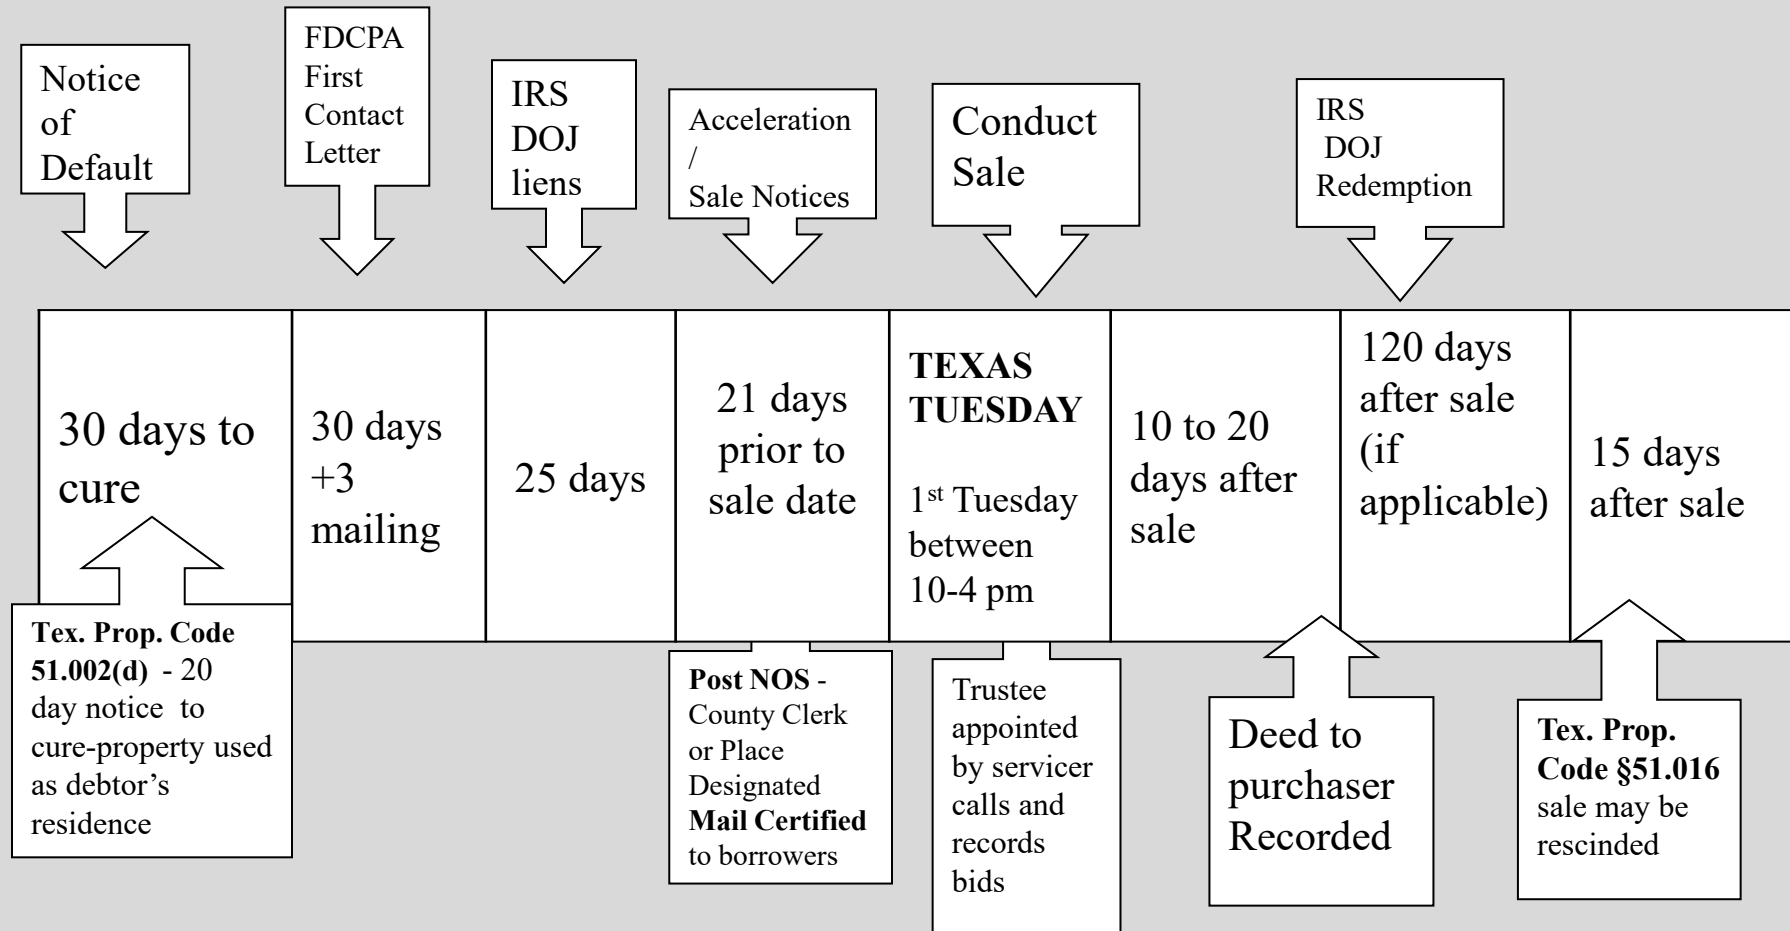 Notice
of
Default
FDCPA
First
Contact
Letter
IRS
DOJ
liens
Acceleration
/
Sale Notices
Conduct
Sale
IRS
DOJ
Redemption
30 days to
cure
30 days
+3
mailing
25 days
21 days
prior to
sale date
TEXAS
TUESDAY
1st Tuesday
between
10-4 pm
10 to 20
days after
sale
120 days
after sale
(if
applicable)
15 days
after sale
Tex. Prop. Code
51.002(d) - 20
day notice to
cure-property used
as debtor’s
residence
Post NOS -
County Clerk
or Place
Designated
Mail Certified
to borrowers
Trustee
appointed
by servicer
calls and
records
bids
Deed to
purchaser
Recorded
Tex. Prop.
Code §51.016
sale may be
rescinded